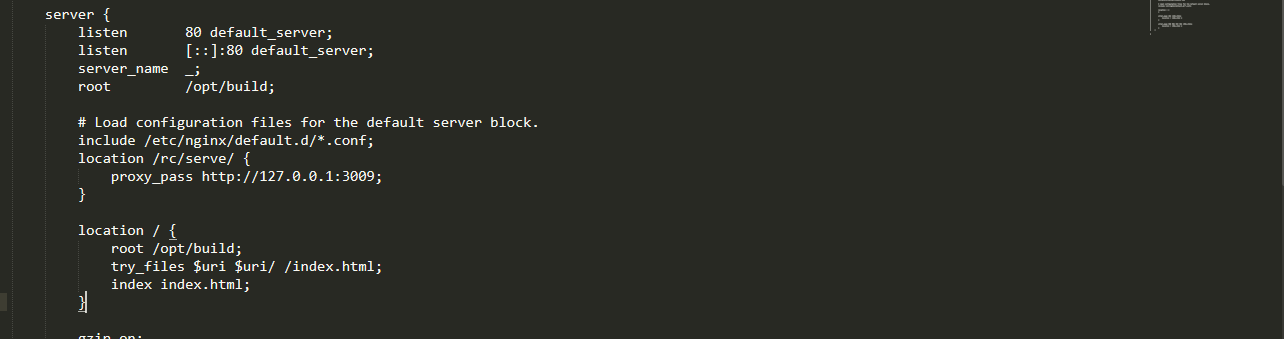 server {
listen 80 default_server;
listen [::]:80 default_server;
server_name _;
root /opt/build;
# Load configuration files for the default server block.
include /etc/nginx/default.d/*.conf;
location /rc/serve/ {
proxy_pass http://127.0.0.1:3009;
}
location / {
root /opt/build;
try_files $uri $uri/ /index.html;
index index.html;
}
gzip on;